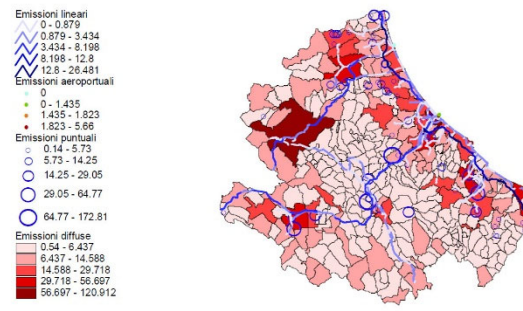 Emissioni lineari
0 - 0.879
0.879 - 3.434
3.434 - 8.198
8.198 - 12.8
12.8 - 26.481
Emissioni aeroportuali
0
0 - 1.435
1.435 - 1.823
1.823 - 5.66
Emissioni puntuali
0.14 - 5.73
5.73 - 14.25
14.25 - 29.05
29.05 - 64.77
64.77 - 172.81
Emissioni diffuse
0.54 - 6.437
6.437 - 14.588
14.588 - 29.718
29.718 - 56.697
56.697 - 120.912